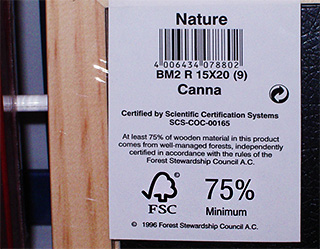 Nature
4 006434 078802
BM2 R 15X20 (9)
Canna
Certified by Scientific Certification Systems
SCS-COC-00165
At least 75% of wooden material in this product
comes from well-managed forests, independently
certified in accordance with the rules of the
Forest Stewardship Council A.C.
©
FSC
75%
Minimum
© 1996 Forest Stewardship Council A.C.